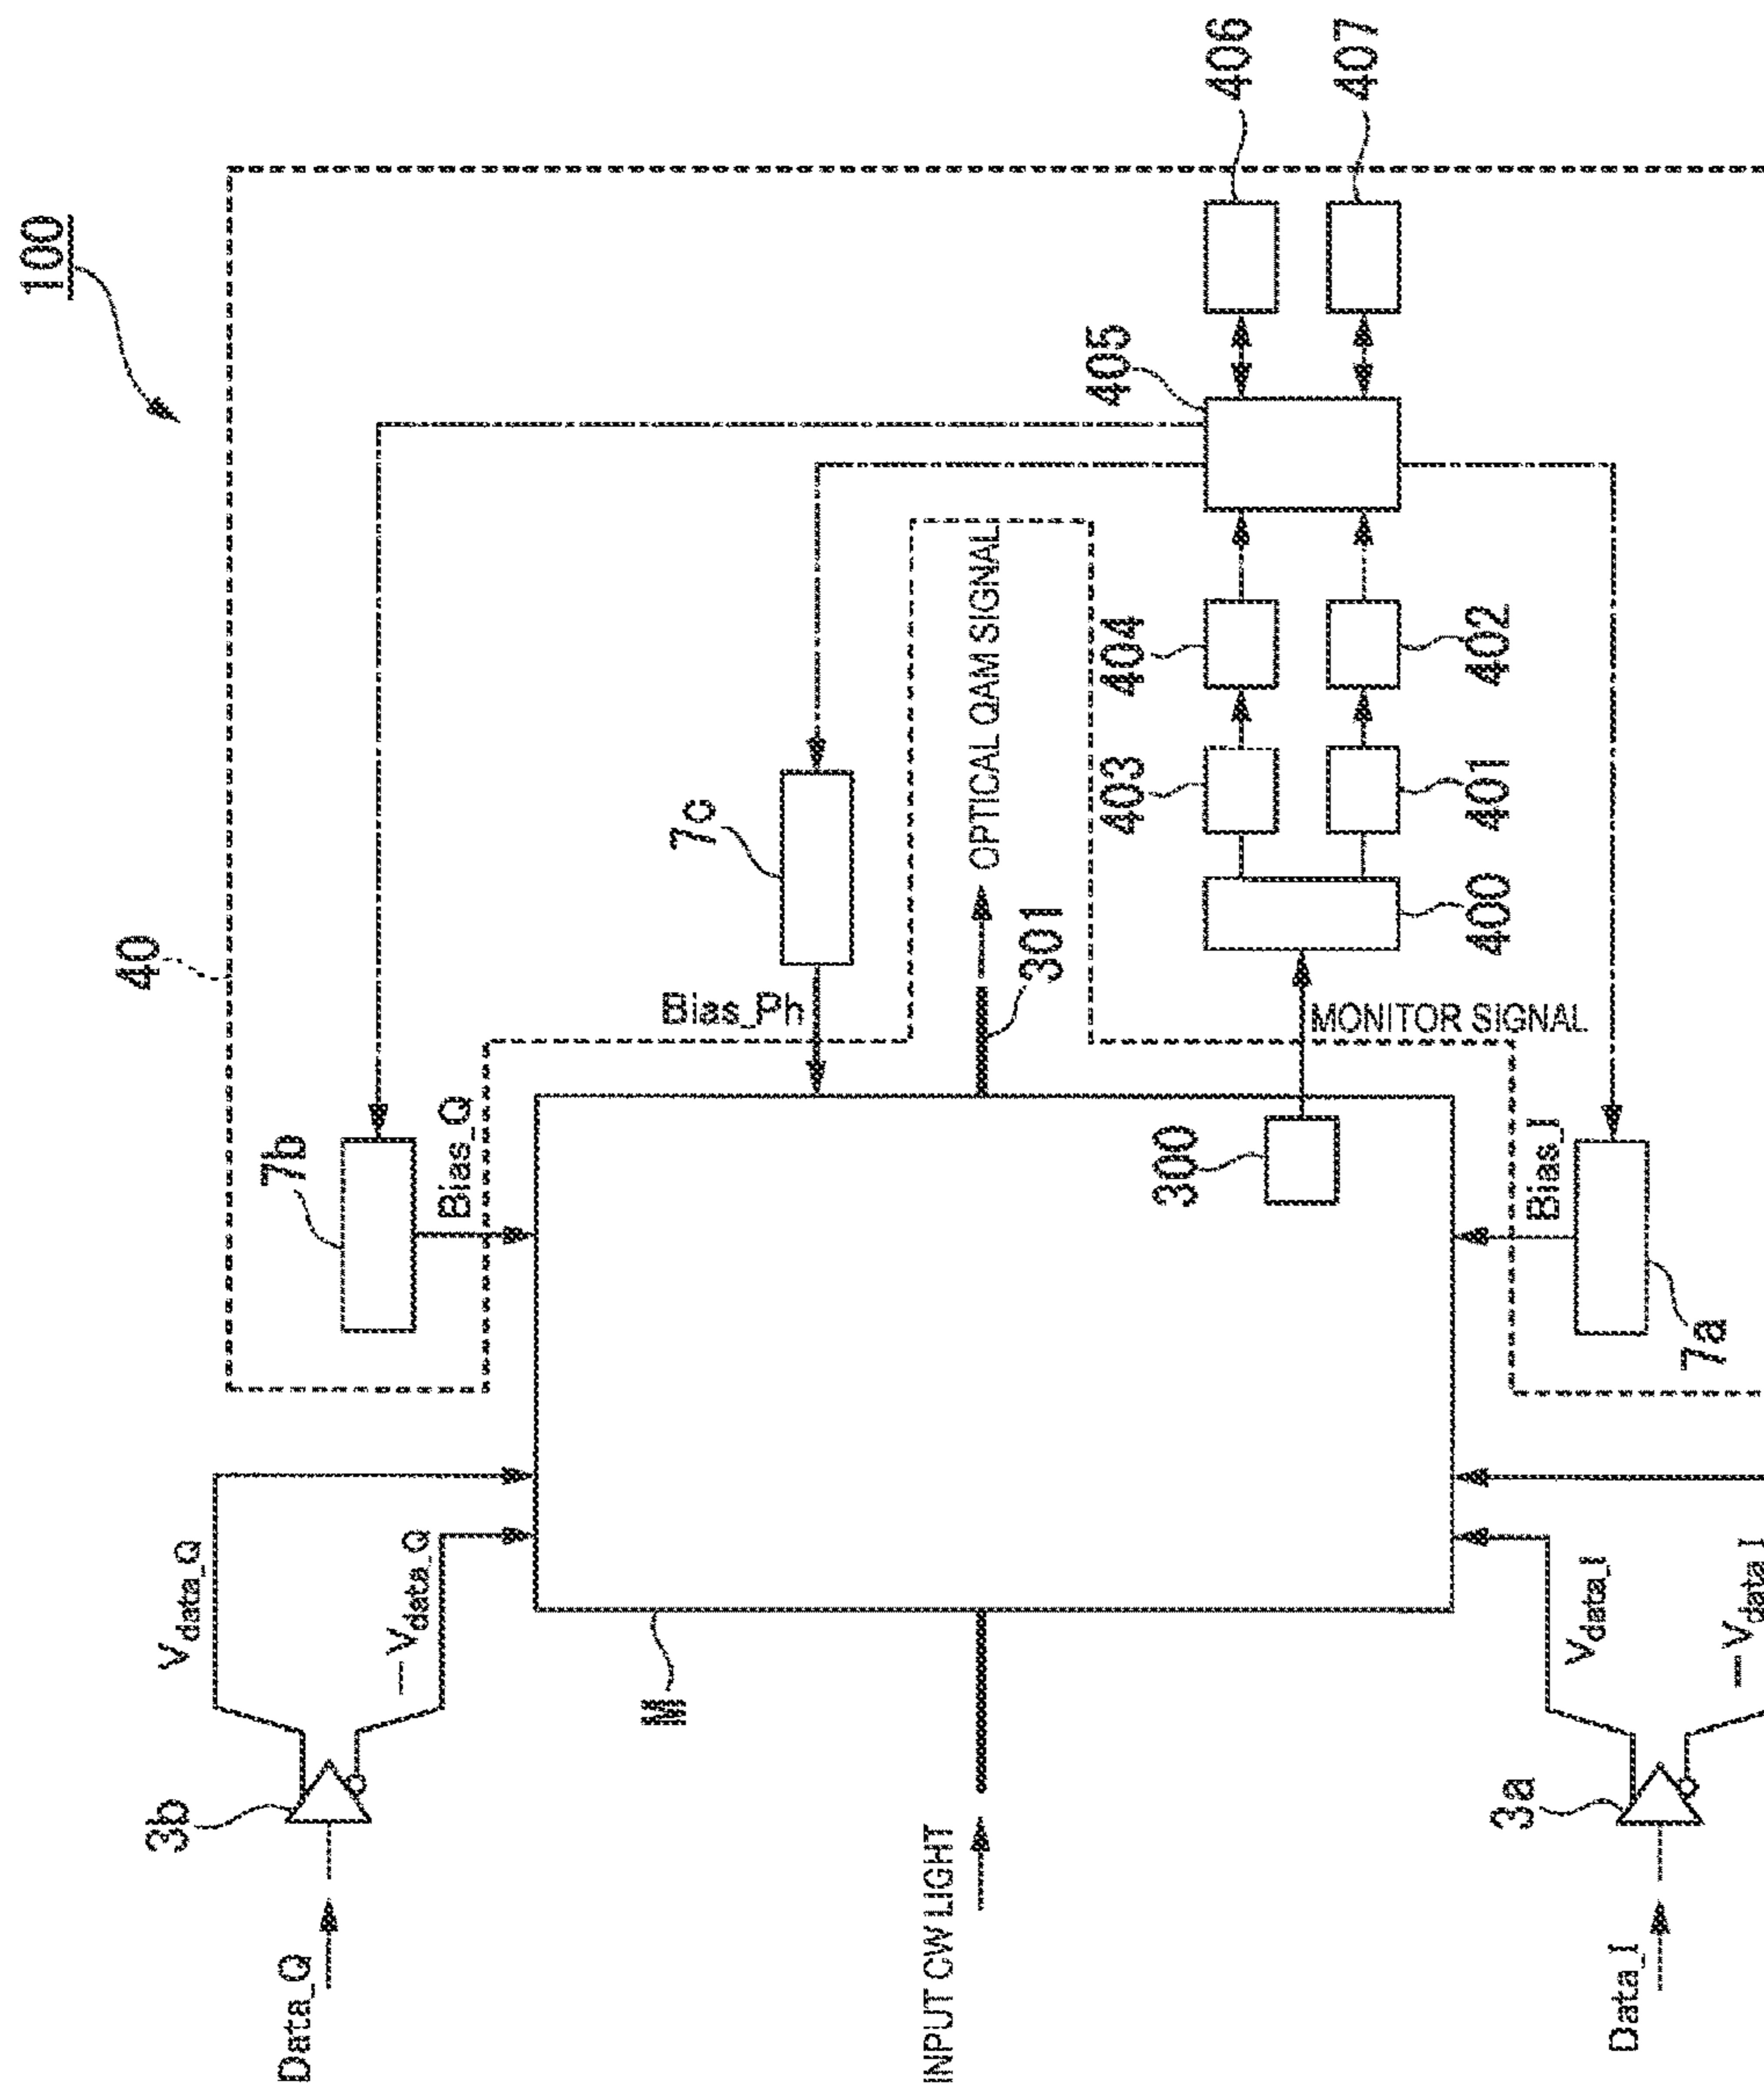 100
40
406
407
405
7b
Bias_Q
7c
Bias_Ph
OPTICAL QAM SIGNAL
301
403
404
401
402
400
MONITOR SIGNAL
300
Bias_I
7a
V_data_Q
—V_data_Q
M
V_data_I
—V_data_I
3b
3a
Data_Q
INPUT CW LIGHT
Data_I